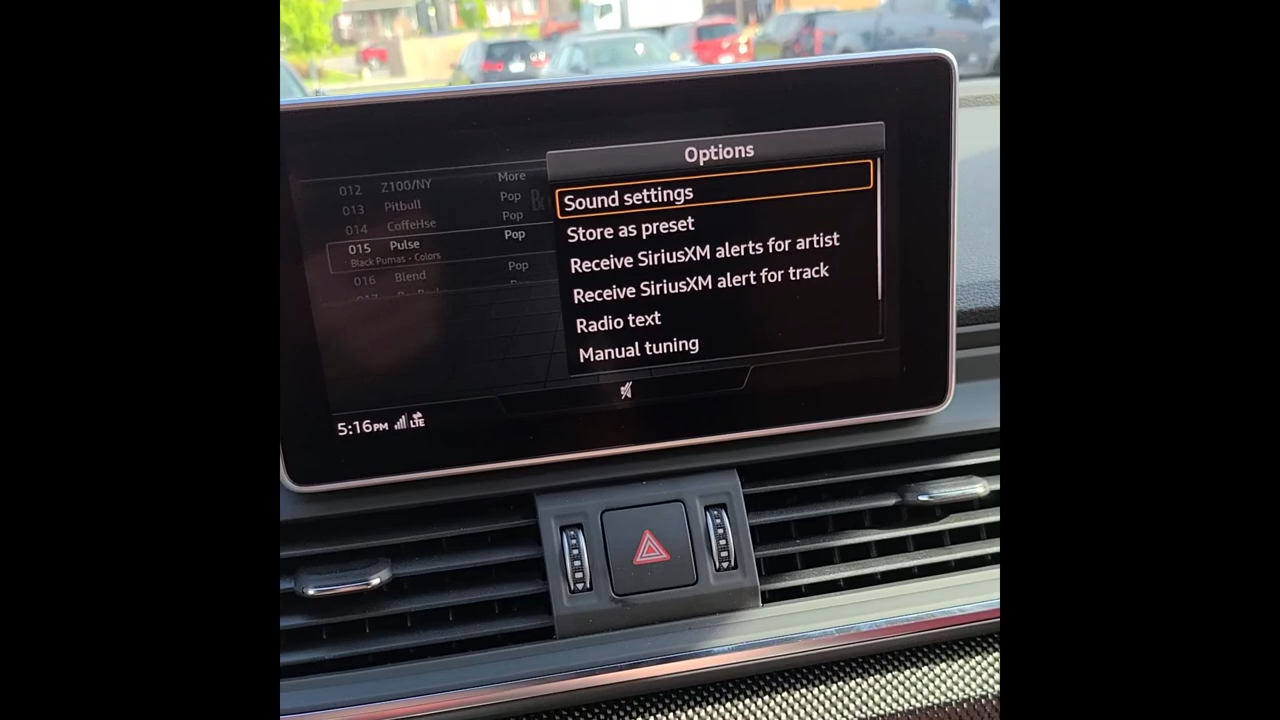 Options
012 Z100/NY More
013 Pitbull Pop
014 CoffeHse Pop
015 Pulse Pop
Black Pumas - Colors
016 Blend Pop
Sound settings
Store as preset
Receive SiriusXM alerts for artist
Receive SiriusXM alert for track
Radio text
Manual tuning
5:16PM LTE